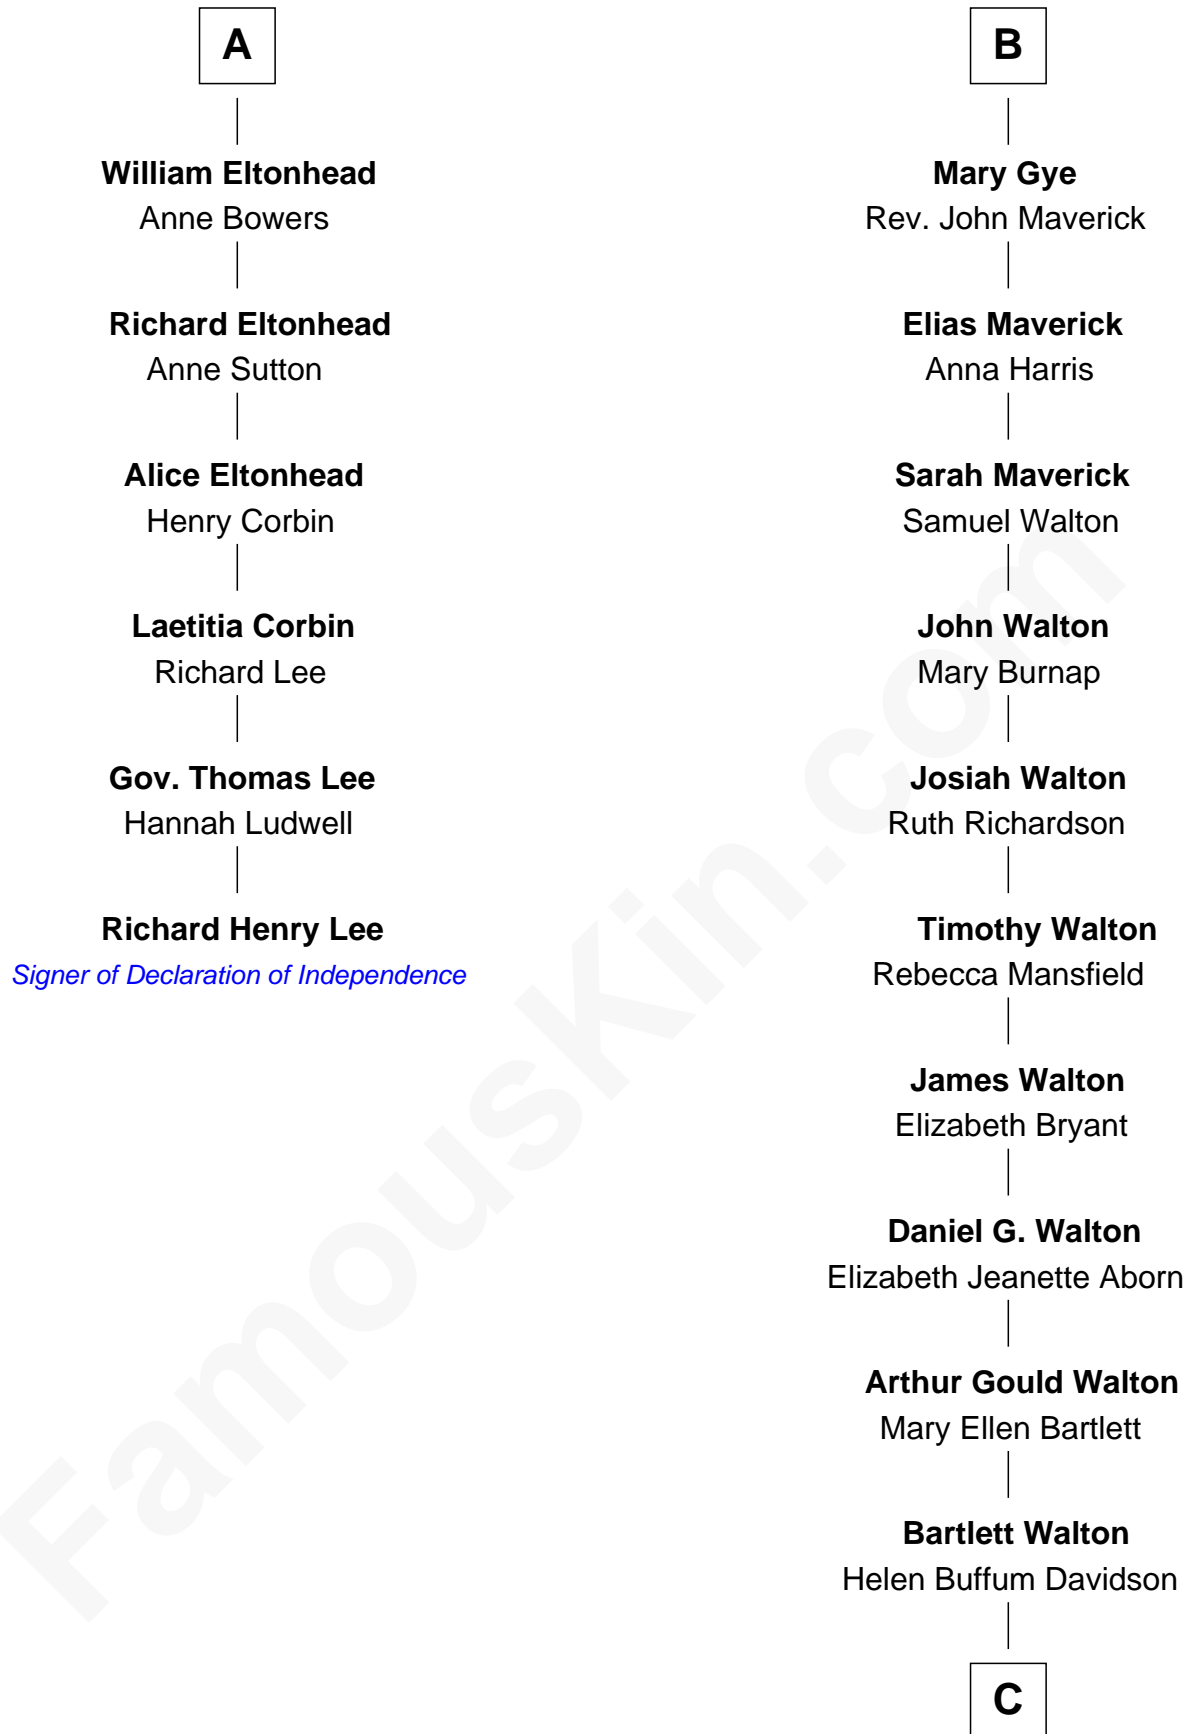 A
William Eltonhead
Anne Bowers
Richard Eltonhead
Anne Sutton
Alice Eltonhead
Henry Corbin
Laetitia Corbin
Richard Lee
Gov. Thomas Lee
Hannah Ludwell
Richard Henry Lee
Signer of Declaration of Independence
B
Mary Gye
Rev. John Maverick
Elias Maverick
Anna Harris
Sarah Maverick
Samuel Walton
John Walton
Mary Burnap
Josiah Walton
Ruth Richardson
Timothy Walton
Rebecca Mansfield
James Walton
Elizabeth Bryant
Daniel G. Walton
Elizabeth Jeanette Aborn
Arthur Gould Walton
Mary Ellen Bartlett
Bartlett Walton
Helen Buffum Davidson
C
FamousKin.com